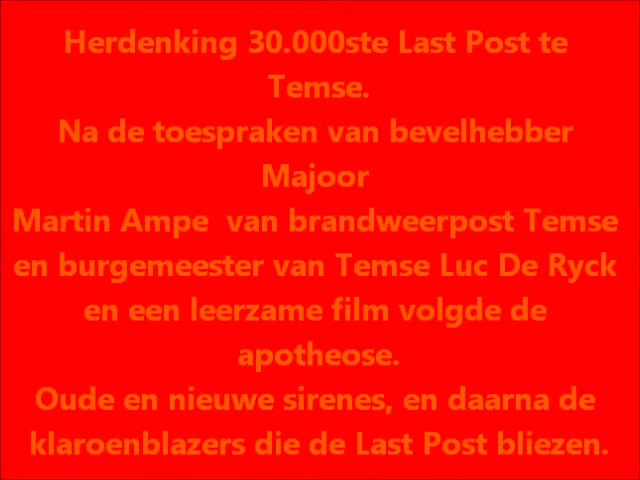 Herdenking 30.000ste Last Post te
Temse.
Na de toespraken van bevelhebber
Majoor
Martin Ampe van brandweerpost Temse
en burgemeester van Temse Luc De Ryck
en een leerzame film volgde de
apotheose.
Oude en nieuwe sirenes, en daarna de
klaroenblazers die de Last Post bliezen.